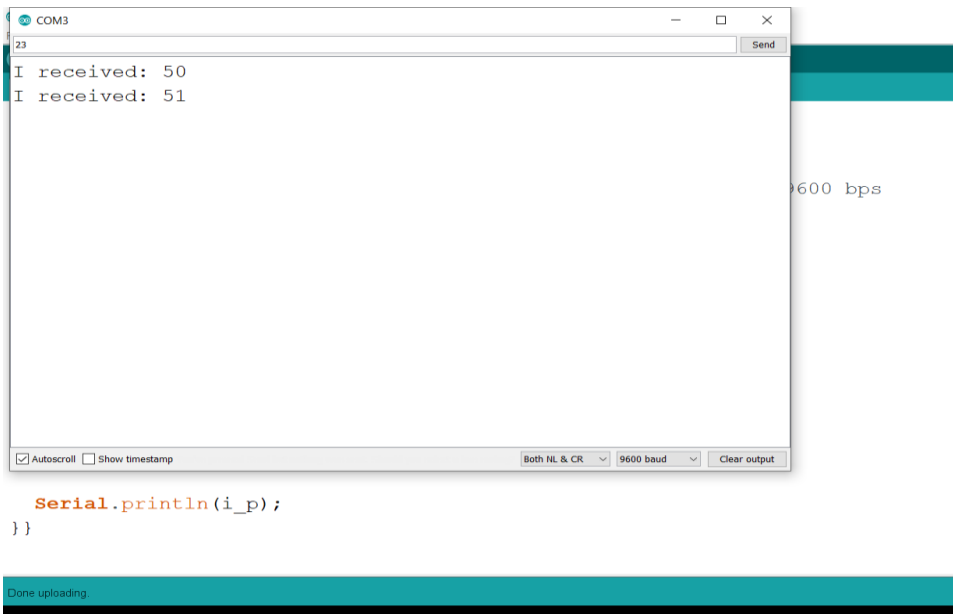 COM3
23
Send
I received: 50
I received: 51
9600 bps
Autoscroll Show timestamp Both NL & CR 9600 baud Clear output
Serial.println(i_p);
}}
Done uploading.